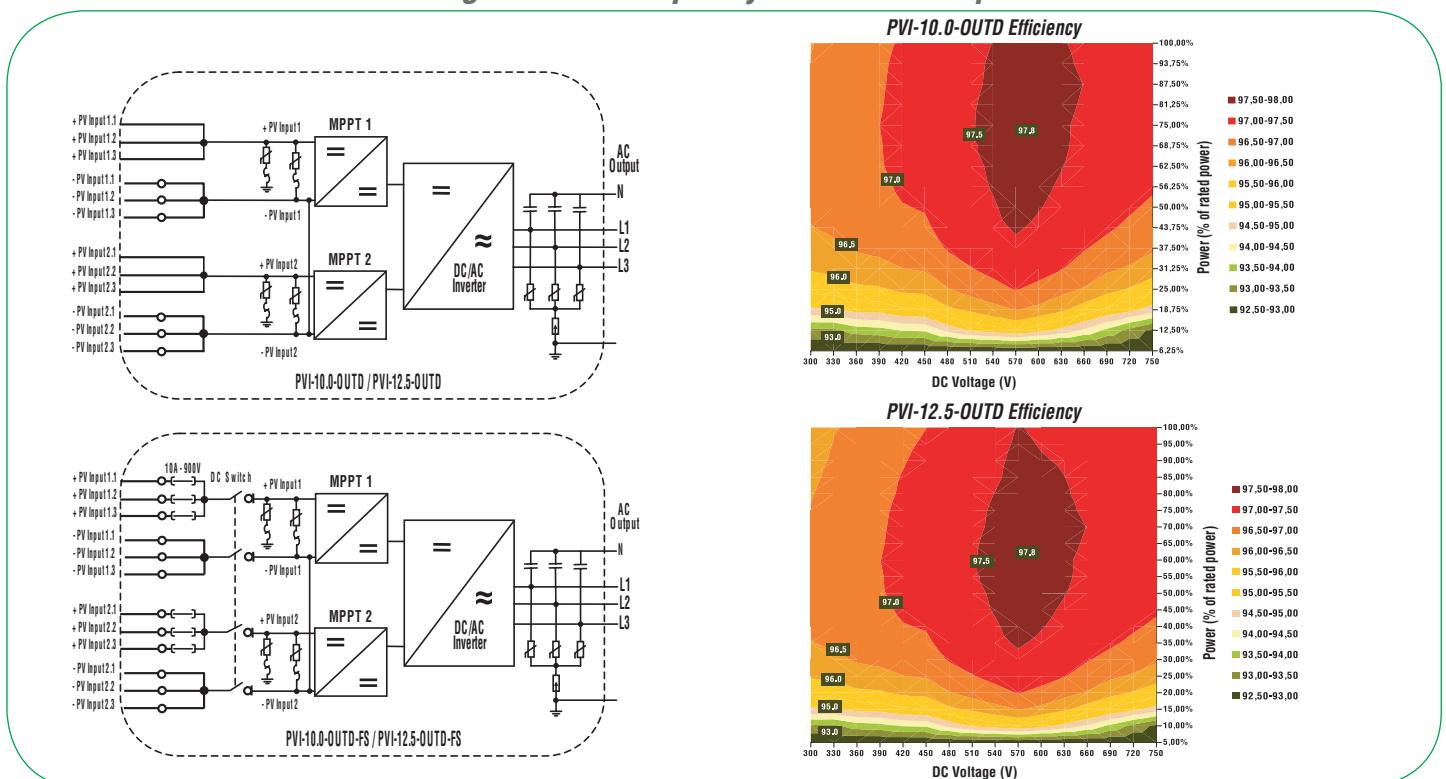 PVI-10.0-OUTD Efficiency
+ PV Input 1.1
+ PV Input 1.2
+ PV Input 1.3
- PV Input 1.1
- PV Input 1.2
- PV Input 1.3
+ PV Input 2.1
+ PV Input 2.2
+ PV Input 2.3
- PV Input 2.1
- PV Input 2.2
- PV Input 2.3
+ PV Input 1
- PV Input 1
+ PV Input 2
- PV Input 2
MPPT 1
MPPT 2
DC/AC
Inverter
AC
Output
N
L1
L2
L3
PVI-10.0-OUTD / PVI-12.5-OUTD
97.5
97.8
97.0
96.5
96.0
95.0
93.0
100,00%
93,75%
87,50%
81,25%
75,00%
68,75%
62,50%
56,25%
50,00%
43,75%
37,50%
31,25%
25,00%
18,75%
12,50%
6,25%
Power (% of rated power)
300 330 360 390 420 450 480 510 540 570 600 630 660 690 720 750
DC Voltage (V)
97,50-98,00
97,00-97,50
96,50-97,00
96,00-96,50
95,50-96,00
95,00-95,50
94,50-95,00
94,00-94,50
93,50-94,00
93,00-93,50
92,50-93,00
PVI-12.5-OUTD Efficiency
+ PV Input 1.1
+ PV Input 1.2
+ PV Input 1.3
- PV Input 1.1
- PV Input 1.2
- PV Input 1.3
+ PV Input 2.1
+ PV Input 2.2
+ PV Input 2.3
- PV Input 2.1
- PV Input 2.2
- PV Input 2.3
10A - 900V
DC Switch
+ PV Input 1
- PV Input 1
+ PV Input 2
- PV Input 2
MPPT 1
MPPT 2
DC/AC
Inverter
AC
Output
N
L1
L2
L3
PVI-10.0-OUTD-FS / PVI-12.5-OUTD-FS
97.5
97.8
97.0
96.5
96.0
95.0
93.0
100,00%
95,00%
90,00%
85,00%
80,00%
75,00%
70,00%
65,00%
60,00%
55,00%
50,00%
45,00%
40,00%
35,00%
30,00%
25,00%
20,00%
15,00%
10,00%
5,00%
Power (% of rated power)
300 330 360 390 420 450 480 510 540 570 600 630 660 690 720 750
DC Voltage (V)
97,50-98,00
97,00-97,50
96,50-97,00
96,00-96,50
95,50-96,00
95,00-95,50
94,50-95,00
94,00-94,50
93,50-94,00
93,00-93,50
92,50-93,00